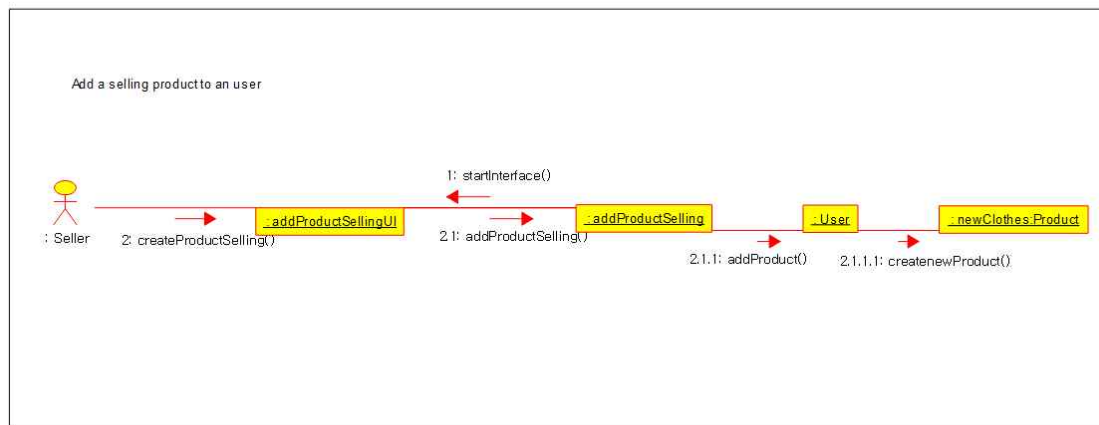 Add a selling product to an user
1: startInterface()
: Seller
2: createProductSelling()
: addProductSellingUI
2.1: addProductSelling()
: addProductSelling
2.1.1: addProduct()
: User
2.1.1.1: createnewProduct()
: newClothes:Product